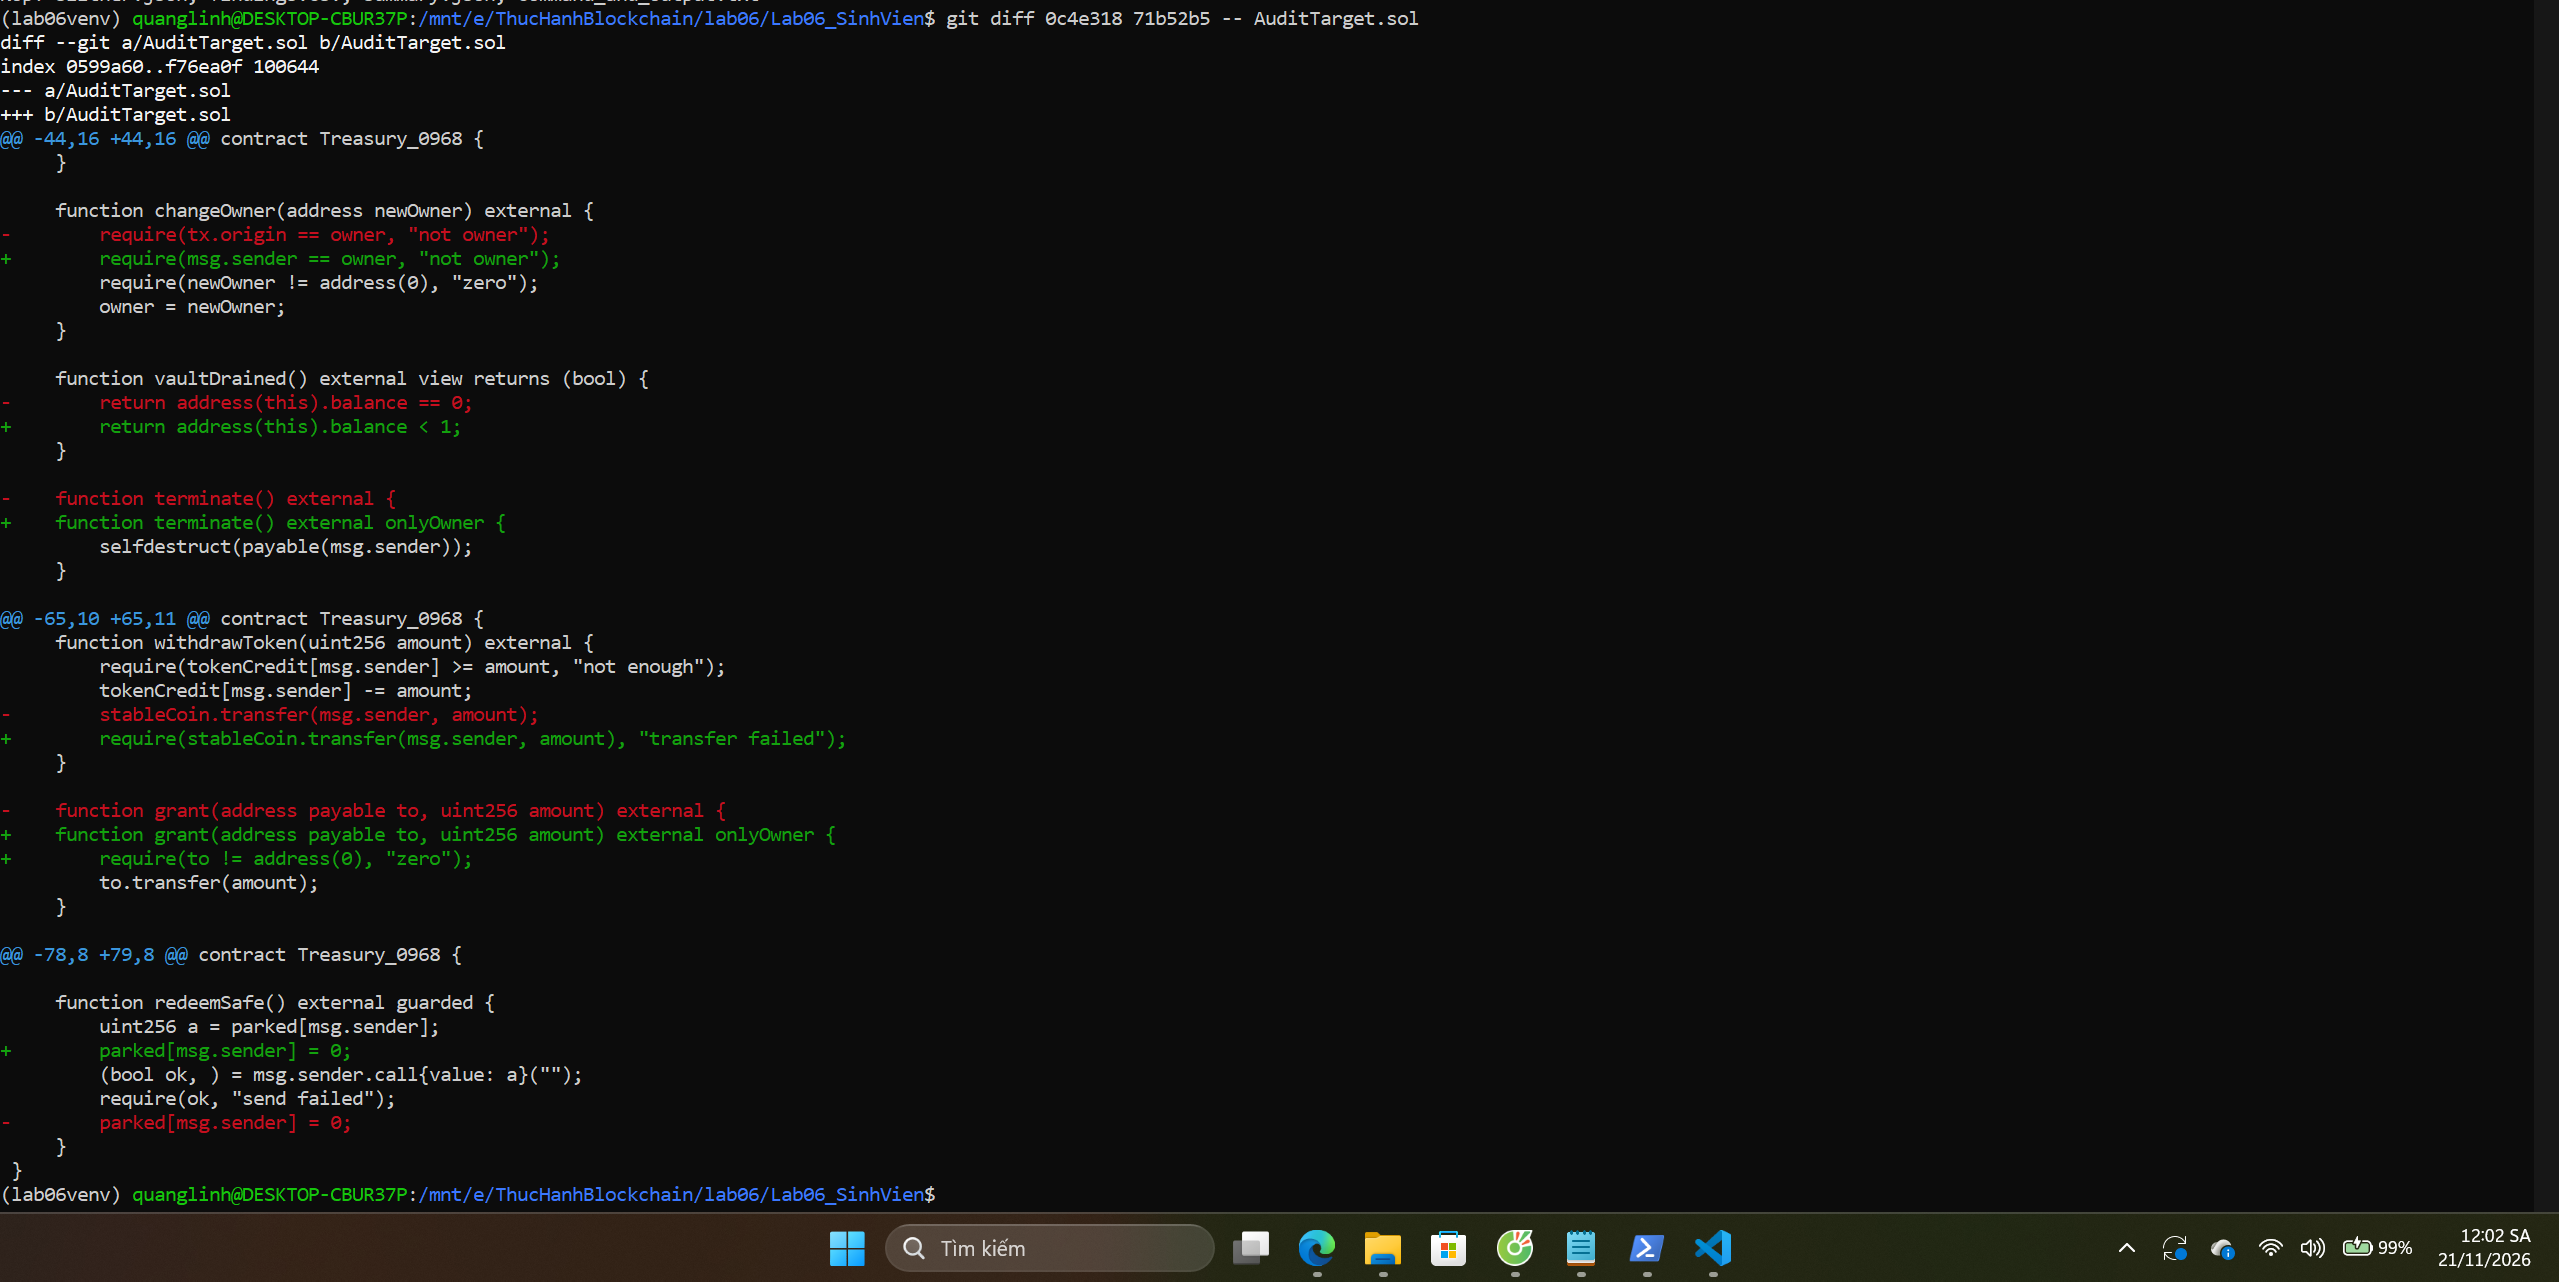 (lab06venv) quanglinh@DESKTOP-CBUR37P:/mnt/e/ThucHanhBlockchain/lab06/Lab06_SinhVien$ git diff 0c4e318 71b52b5 -- AuditTarget.sol
diff --git a/AuditTarget.sol b/AuditTarget.sol
index 0599a60..f76ea0f 100644
--- a/AuditTarget.sol
+++ b/AuditTarget.sol
@@ -44,16 +44,16 @@ contract Treasury_0968 {
     }

     function changeOwner(address newOwner) external {
-        require(tx.origin == owner, "not owner");
+        require(msg.sender == owner, "not owner");
         require(newOwner != address(0), "zero");
         owner = newOwner;
     }

     function vaultDrained() external view returns (bool) {
-        return address(this).balance == 0;
+        return address(this).balance < 1;
     }

-    function terminate() external {
+    function terminate() external onlyOwner {
         selfdestruct(payable(msg.sender));
     }

@@ -65,10 +65,11 @@ contract Treasury_0968 {
     function withdrawToken(uint256 amount) external {
         require(tokenCredit[msg.sender] >= amount, "not enough");
         tokenCredit[msg.sender] -= amount;
-        stableCoin.transfer(msg.sender, amount);
+        require(stableCoin.transfer(msg.sender, amount), "transfer failed");
     }

-    function grant(address payable to, uint256 amount) external {
+    function grant(address payable to, uint256 amount) external onlyOwner {
+        require(to != address(0), "zero");
         to.transfer(amount);
     }

@@ -78,8 +79,8 @@ contract Treasury_0968 {

     function redeemSafe() external guarded {
         uint256 a = parked[msg.sender];
+        parked[msg.sender] = 0;
         (bool ok, ) = msg.sender.call{value: a}("");
         require(ok, "send failed");
-        parked[msg.sender] = 0;
     }
 }
(lab06venv) quanglinh@DESKTOP-CBUR37P:/mnt/e/ThucHanhBlockchain/lab06/Lab06_SinhVien$
Tìm kiếm
99%
12:02 SA
21/11/2026